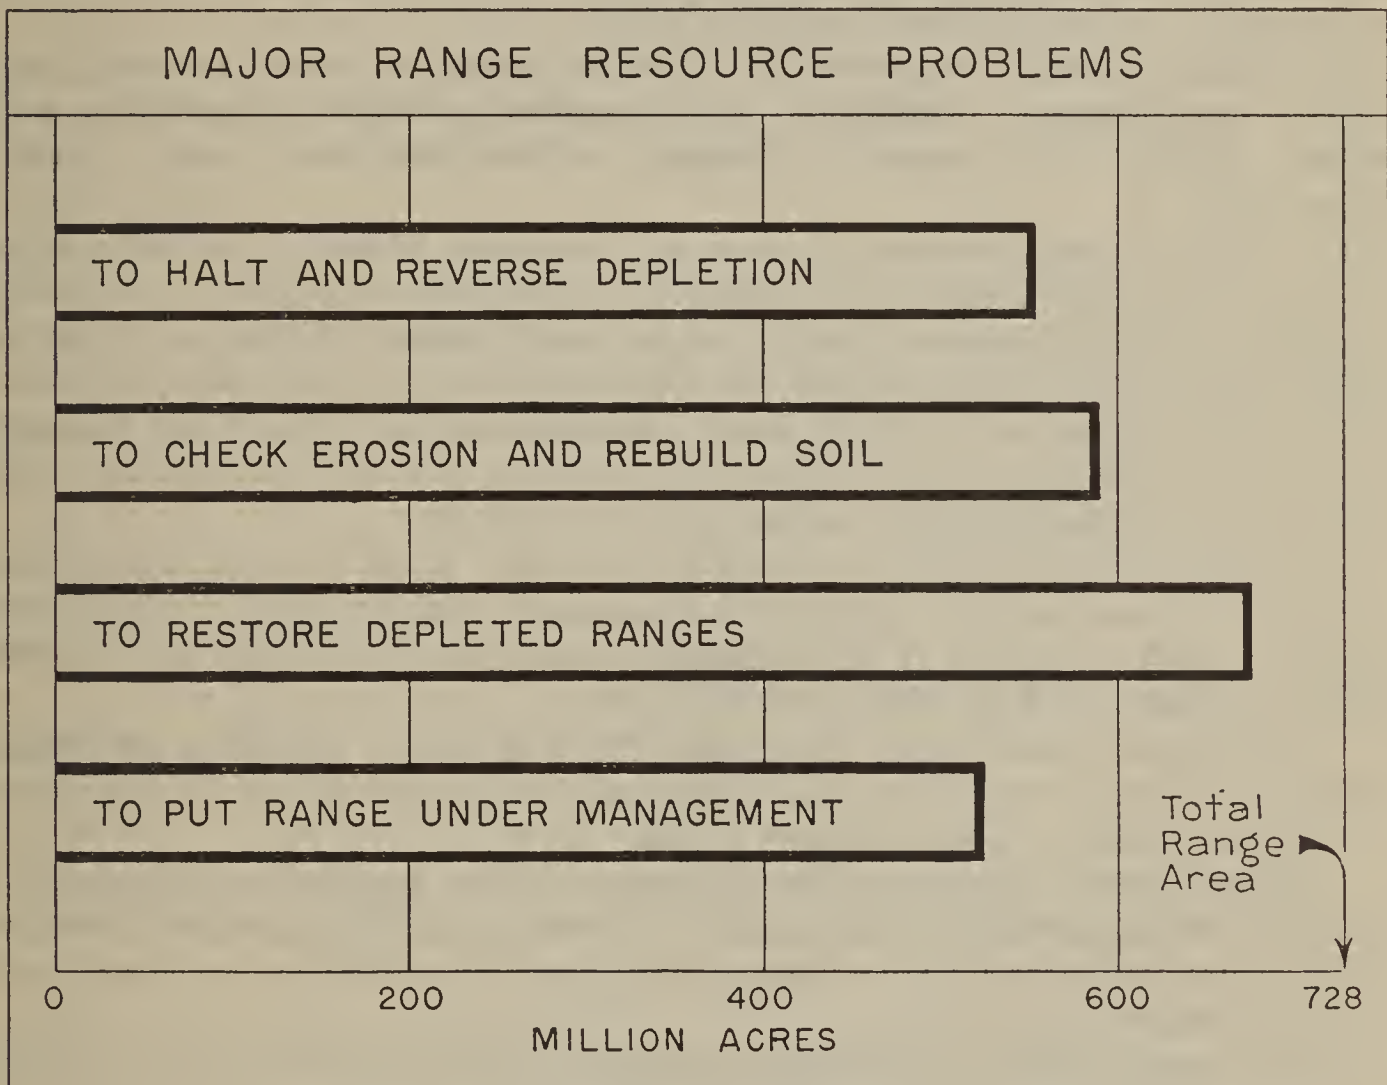 MAJOR RANGE RESOURCE PROBLEMS
TO HALT AND REVERSE DEPLETION
TO CHECK EROSION AND REBUILD SOIL
TO RESTORE DEPLETED RANGES
TO PUT RANGE UNDER MANAGEMENT
Total
Range
Area
0 200 400 600 728
MILLION ACRES